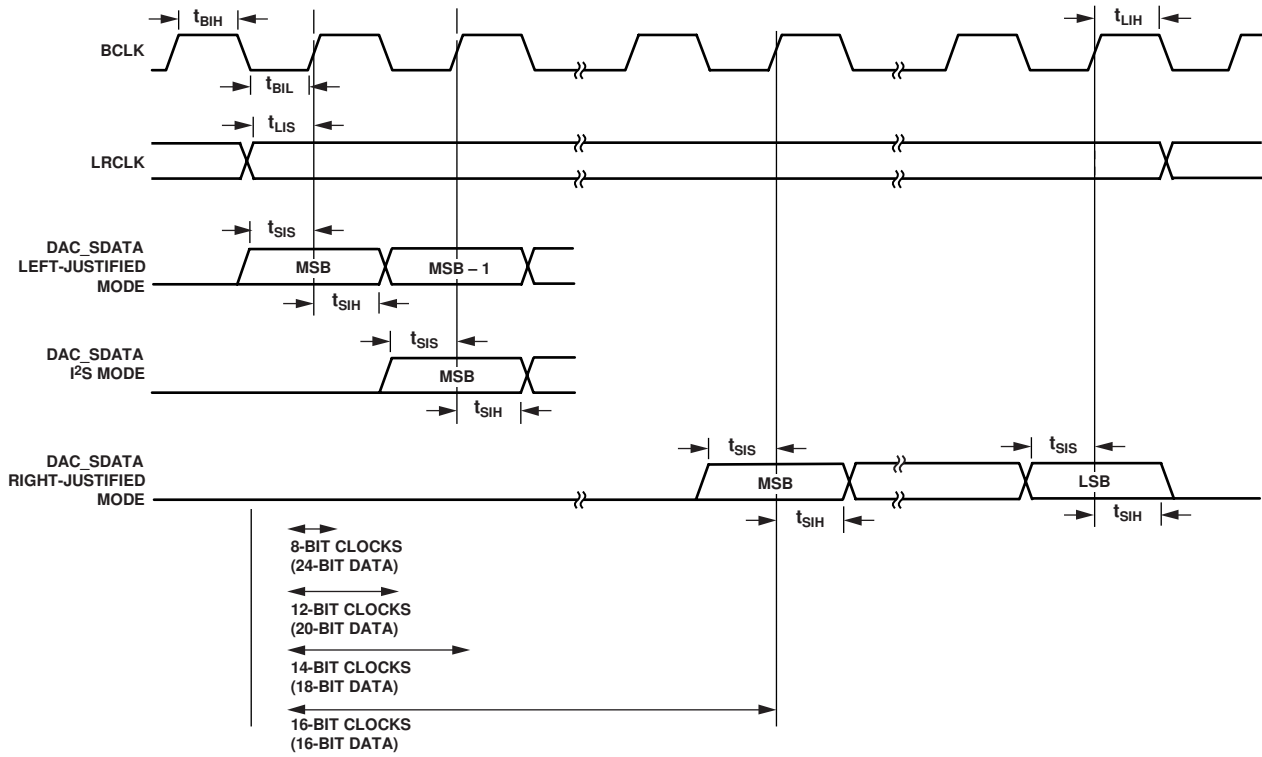 tBIH
tLIH
BCLK
tBIL
tLIS
LRCLK
tSIS
DAC_SDATA
LEFT-JUSTIFIED
MODE
MSB
MSB – 1
tSIH
tSIS
DAC_SDATA
I²S MODE
MSB
tSIH
tSIS
tSIS
DAC_SDATA
RIGHT-JUSTIFIED
MODE
MSB
LSB
tSIH
tSIH
8-BIT CLOCKS
(24-BIT DATA)
12-BIT CLOCKS
(20-BIT DATA)
14-BIT CLOCKS
(18-BIT DATA)
16-BIT CLOCKS
(16-BIT DATA)